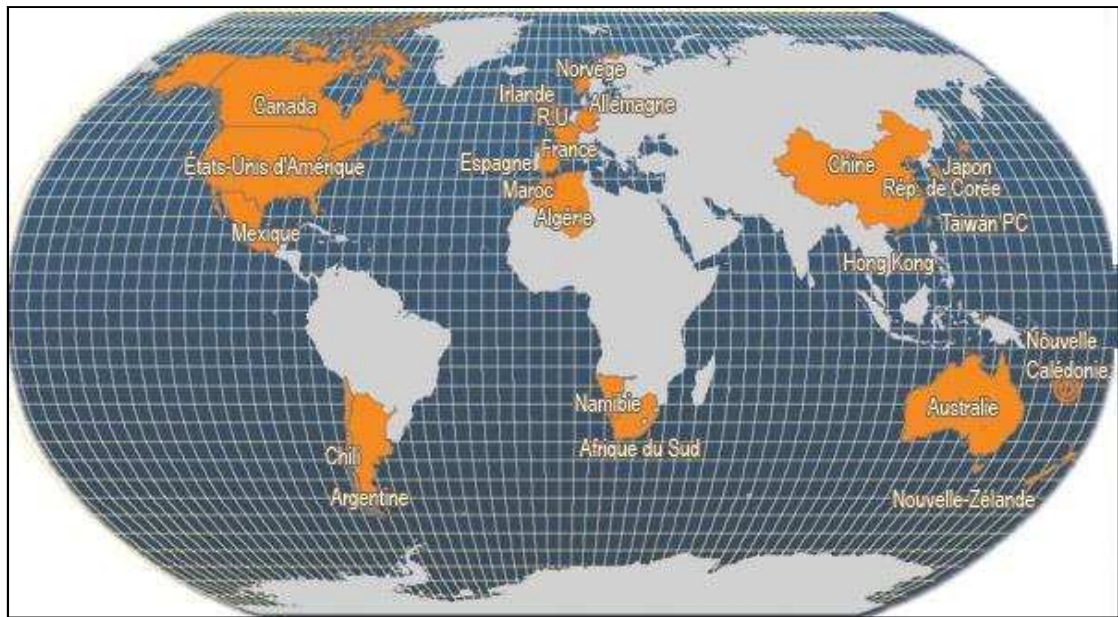 Norvège
Irlande
Canada
Allemagne
R.U
France
États-Unis d'Amérique
Espagne
Chine
Japon
Rép. de Corée
Maroc
Algérie
Mexique
Taiwan PC
Hong Kong
Nouvelle
Calédonie
Namibie
Australie
Afrique du Sud
Chili
Argentine
Nouvelle-Zélande